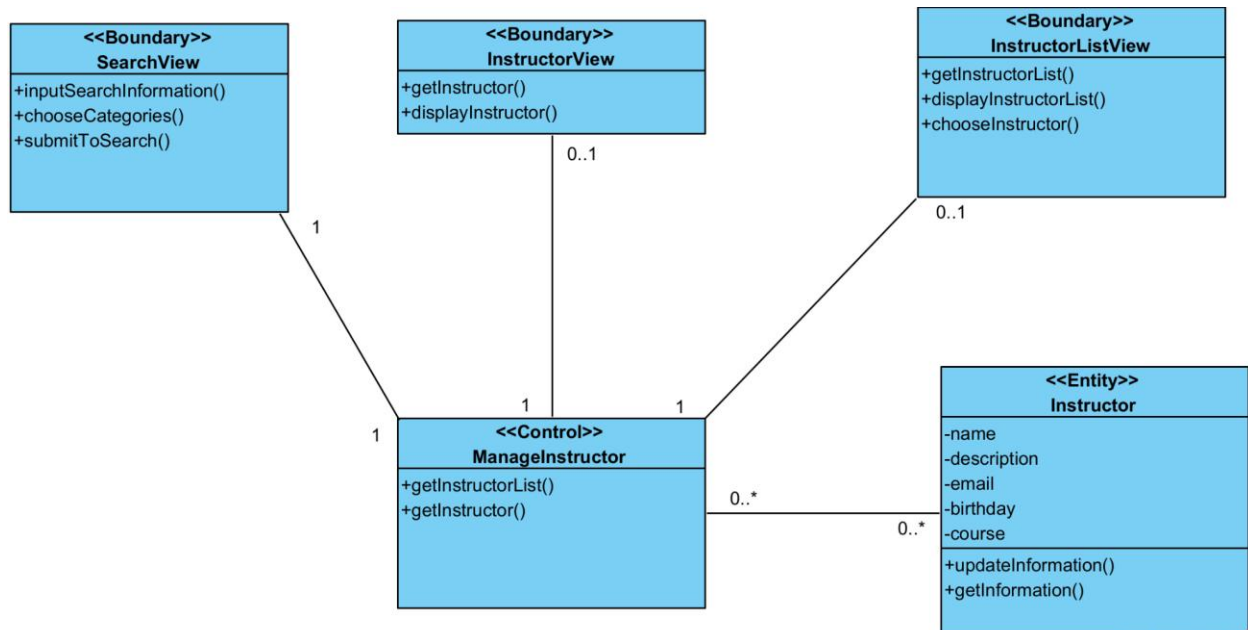 <<Boundary>>
SearchView
+inputSearchInformation()
+chooseCategories()
+submitToSearch()
<<Boundary>>
InstructorView
+getInstructor()
+displayInstructor()
<<Boundary>>
InstructorListView
+getInstructorList()
+displayInstructorList()
+chooseInstructor()
0..1
0..1
1
1
1
1
<<Control>>
ManageInstructor
+getInstructorList()
+getInstructor()
0..*
0..*
<<Entity>>
Instructor
-name
-description
-email
-birthday
-course
+updateInformation()
+getInformation()